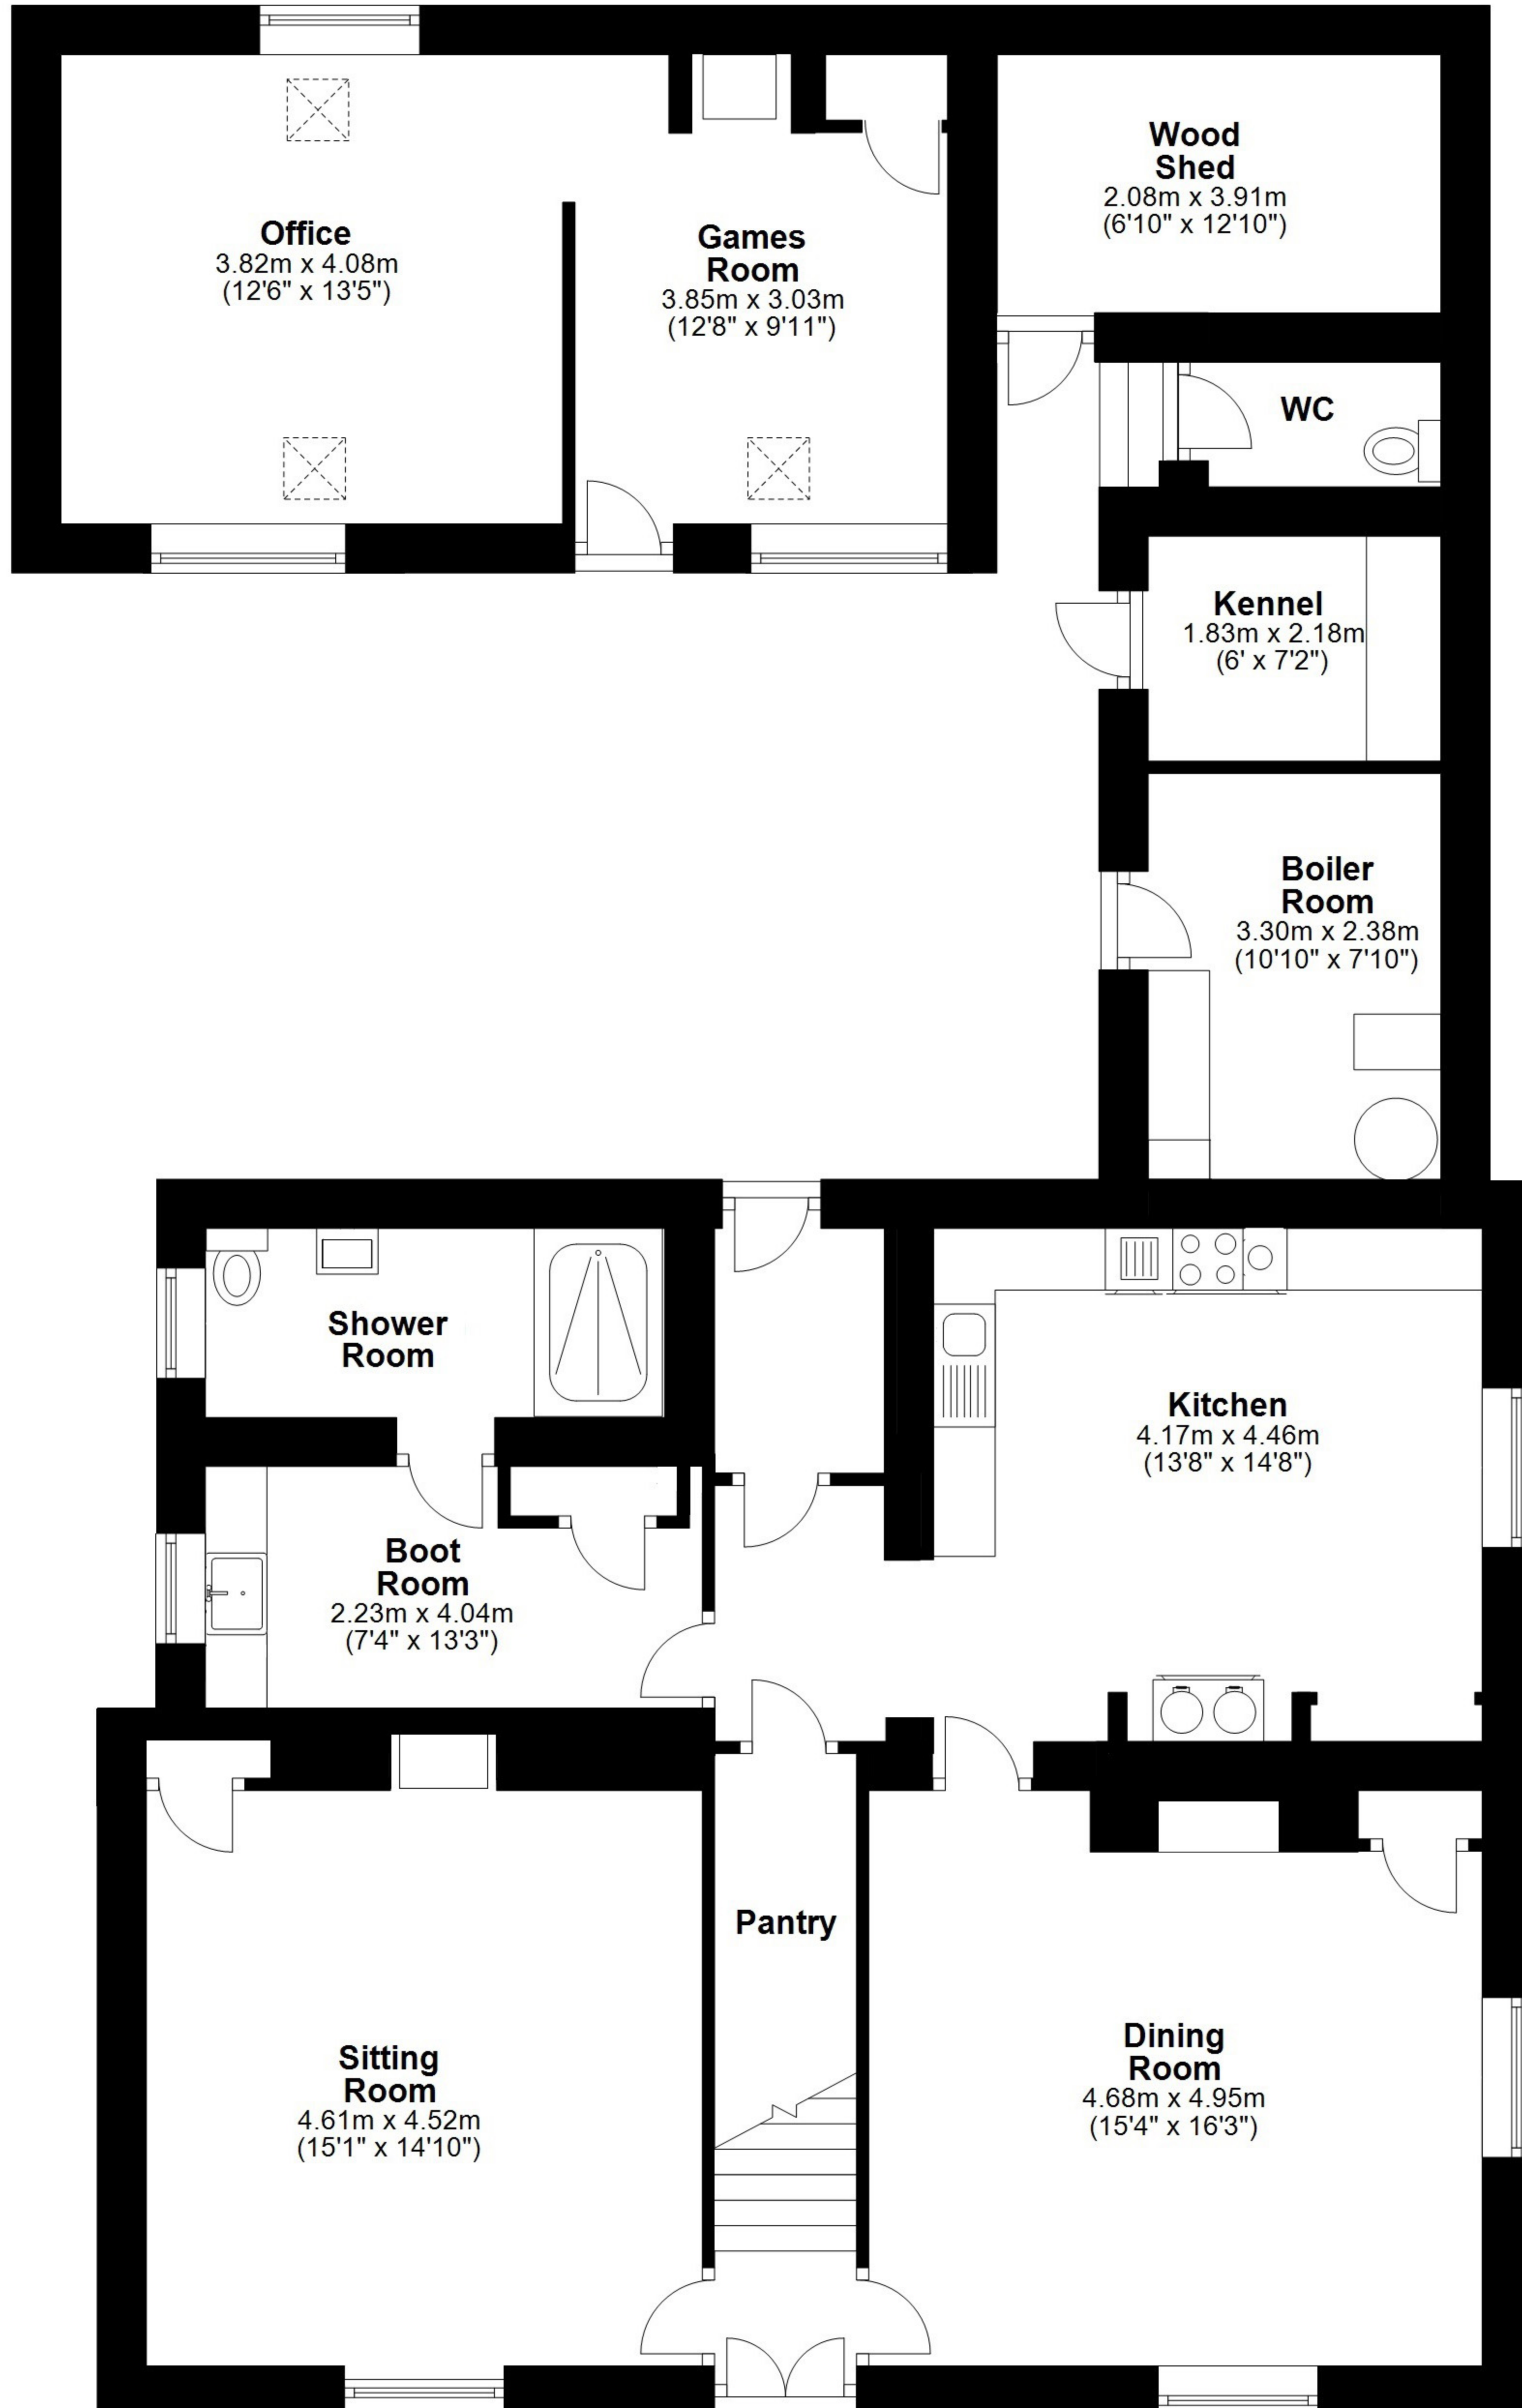 Office
3.82m x 4.08m
(12'6" x 13'5")
Games
Room
3.85m x 3.03m
(12'8" x 9'11")
Wood
Shed
2.08m x 3.91m
(6'10" x 12'10")
WC
Kennel
1.83m x 2.18m
(6' x 7'2")
Boiler
Room
3.30m x 2.38m
(10'10" x 7'10")
Shower
Room
Kitchen
4.17m x 4.46m
(13'8" x 14'8")
Boot
Room
2.23m x 4.04m
(7'4" x 13'3")
Pantry
Sitting
Room
4.61m x 4.52m
(15'1" x 14'10")
Dining
Room
4.68m x 4.95m
(15'4" x 16'3")